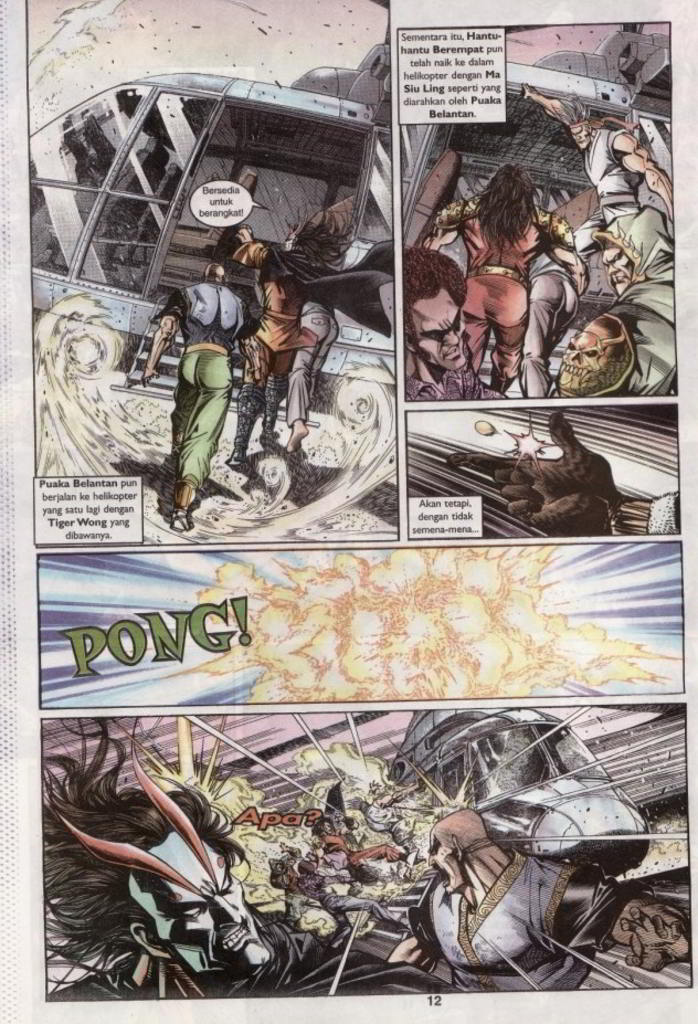 Bersedia
untuk
berangkat!
Puaka Belantan pun
berjalan ke helikopter
yang satu lagi dengan
Tiger Wong yang
dibawanya.
Sementara itu, Hantu-
hantu Berempat pun
telah naik ke dalam
helikopter dengan Ma
Siu Ling seperti yang
diarahkan oleh Puaka
Belantan.
Akan tetapi,
dengan tidak
semena-mena...
PONG!
Apa?
12